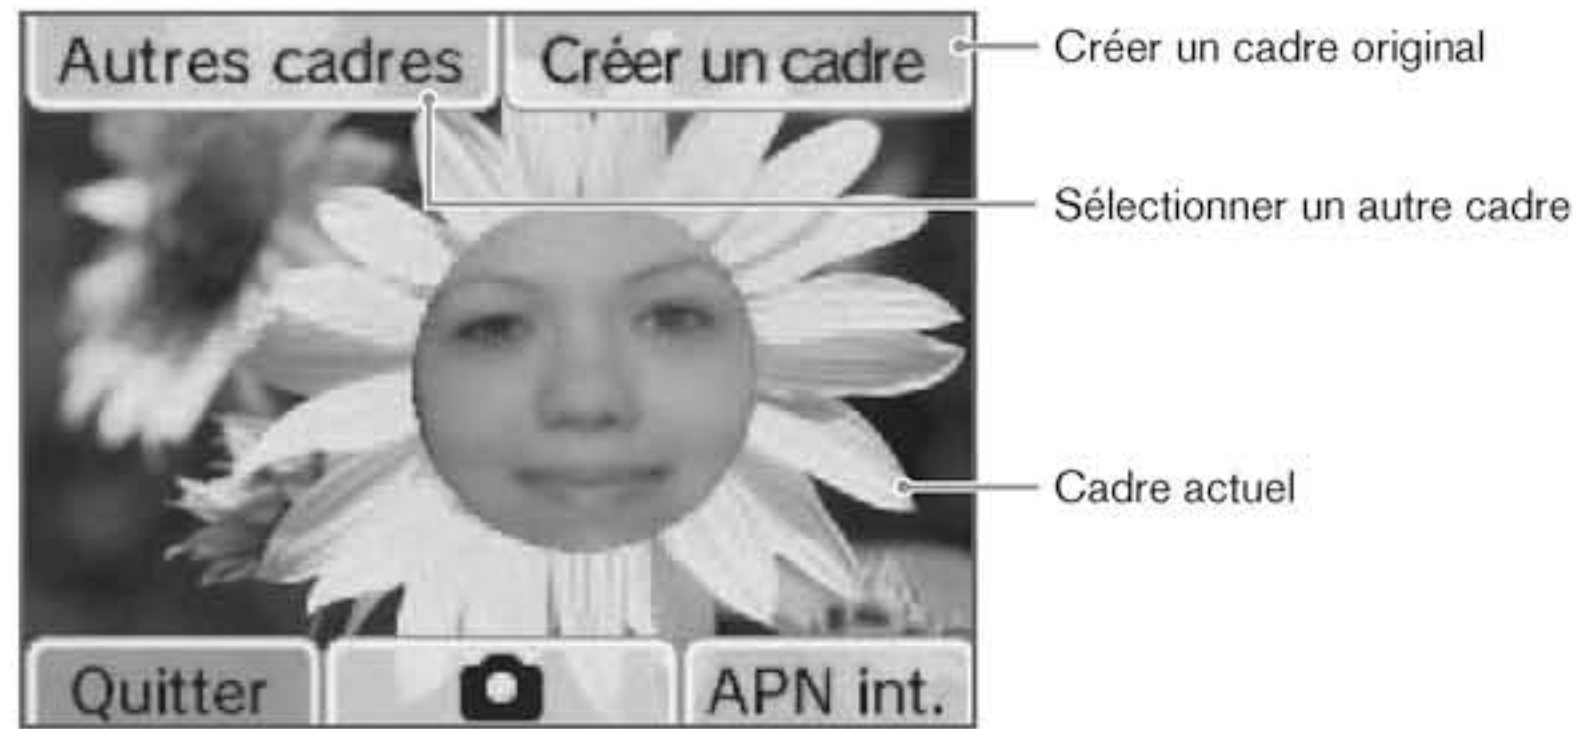 Autres cadres
Créer un cadre
Créer un cadre original
Sélectionner un autre cadre
Cadre actuel
Quitter
APN int.